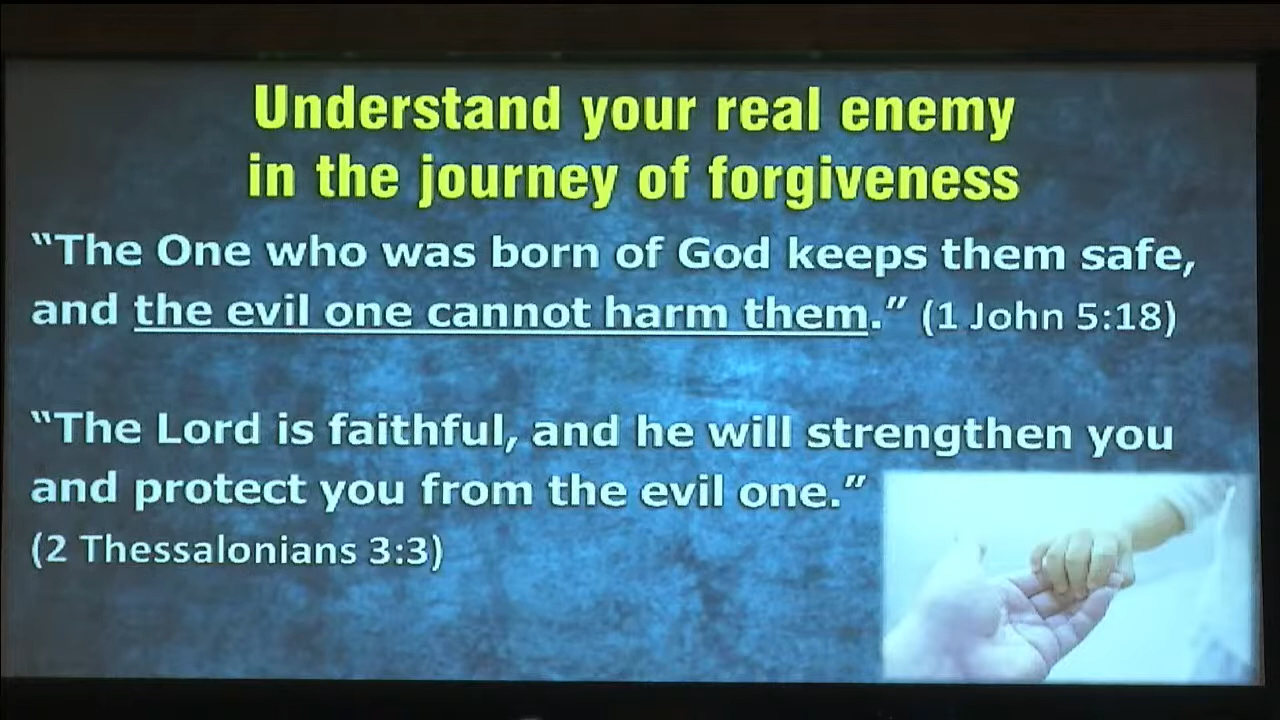 Understand your real enemy
in the journey of forgiveness
“The One who was born of God keeps them safe,
and the evil one cannot harm them.” (1 John 5:18)
“The Lord is faithful, and he will strengthen you
and protect you from the evil one.”
(2 Thessalonians 3:3)